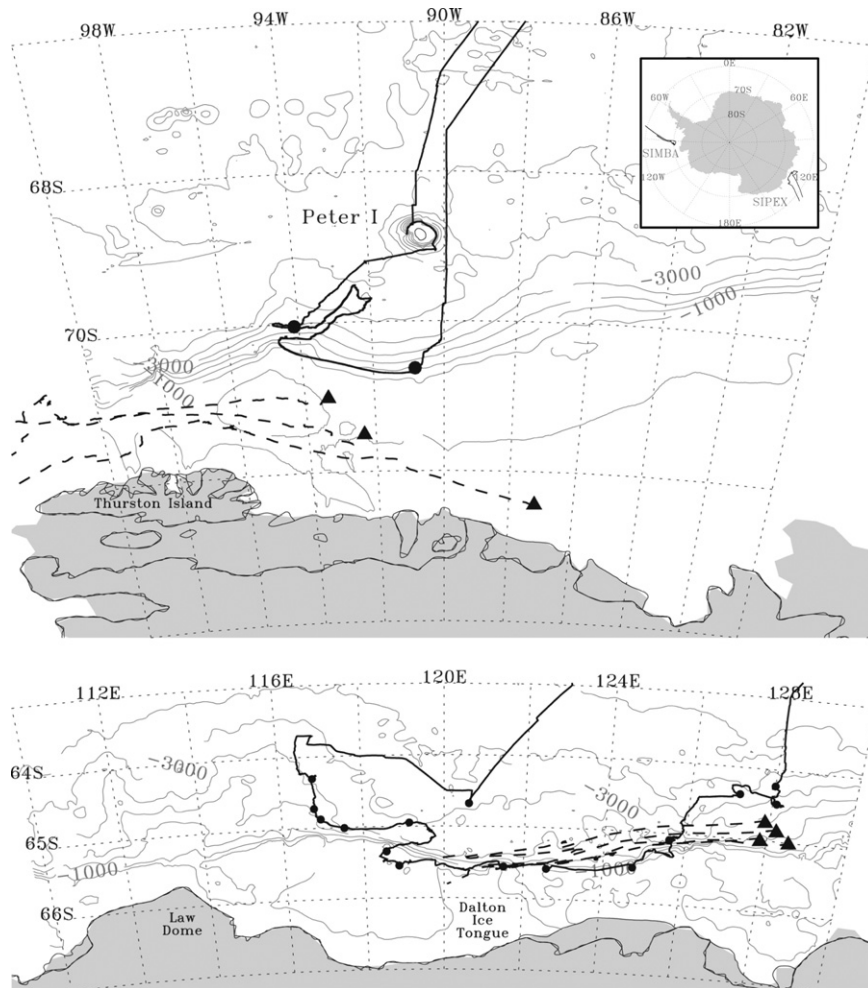 98W 94W 90W 86W 82W
0E
60W 70S 60E
80S
SIMBA
120W 120E
SIPEX
180E
68S
Peter I
-3000
-1000
70S
-3000
-1000
Thurston Island
112E 116E 120E 124E 128E
64S
-3000
-3000
65S
-1000
-1000
66S
Law
Dome
Dalton
Ice
Tongue